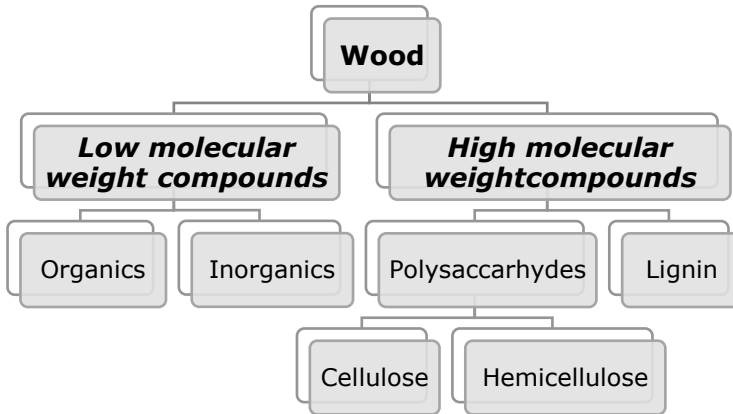 Wood
Low molecular
weight compounds
High molecular
weightcompounds
Organics
Inorganics
Polysaccarhydes
Lignin
Cellulose
Hemicellulose